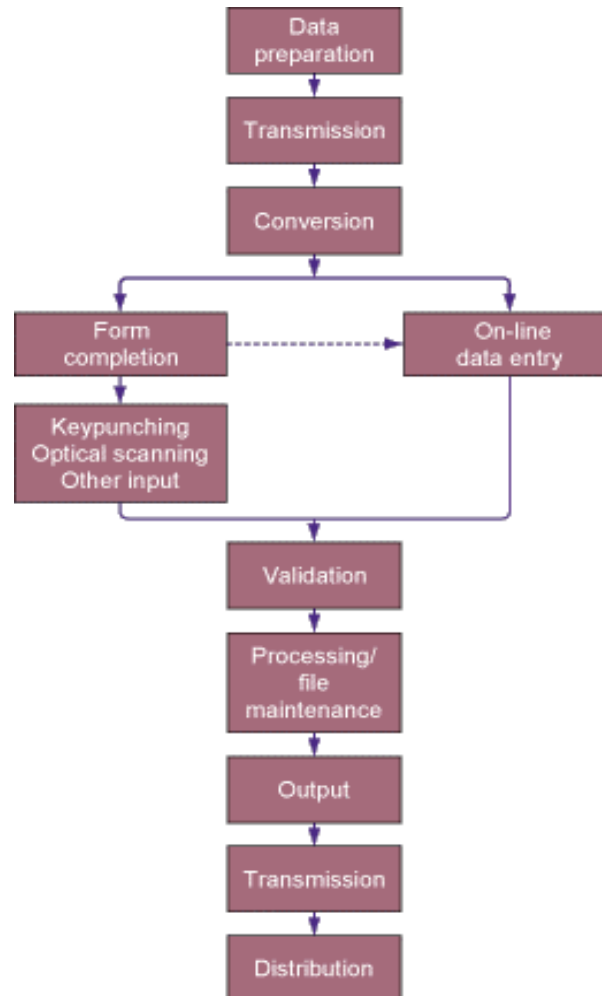 Data
preparation
Transmission
Conversion
Form
completion
On-line
data entry
Keypunching
Optical scanning
Other input
Validation
Processing/
file
maintenance
Output
Transmission
Distribution